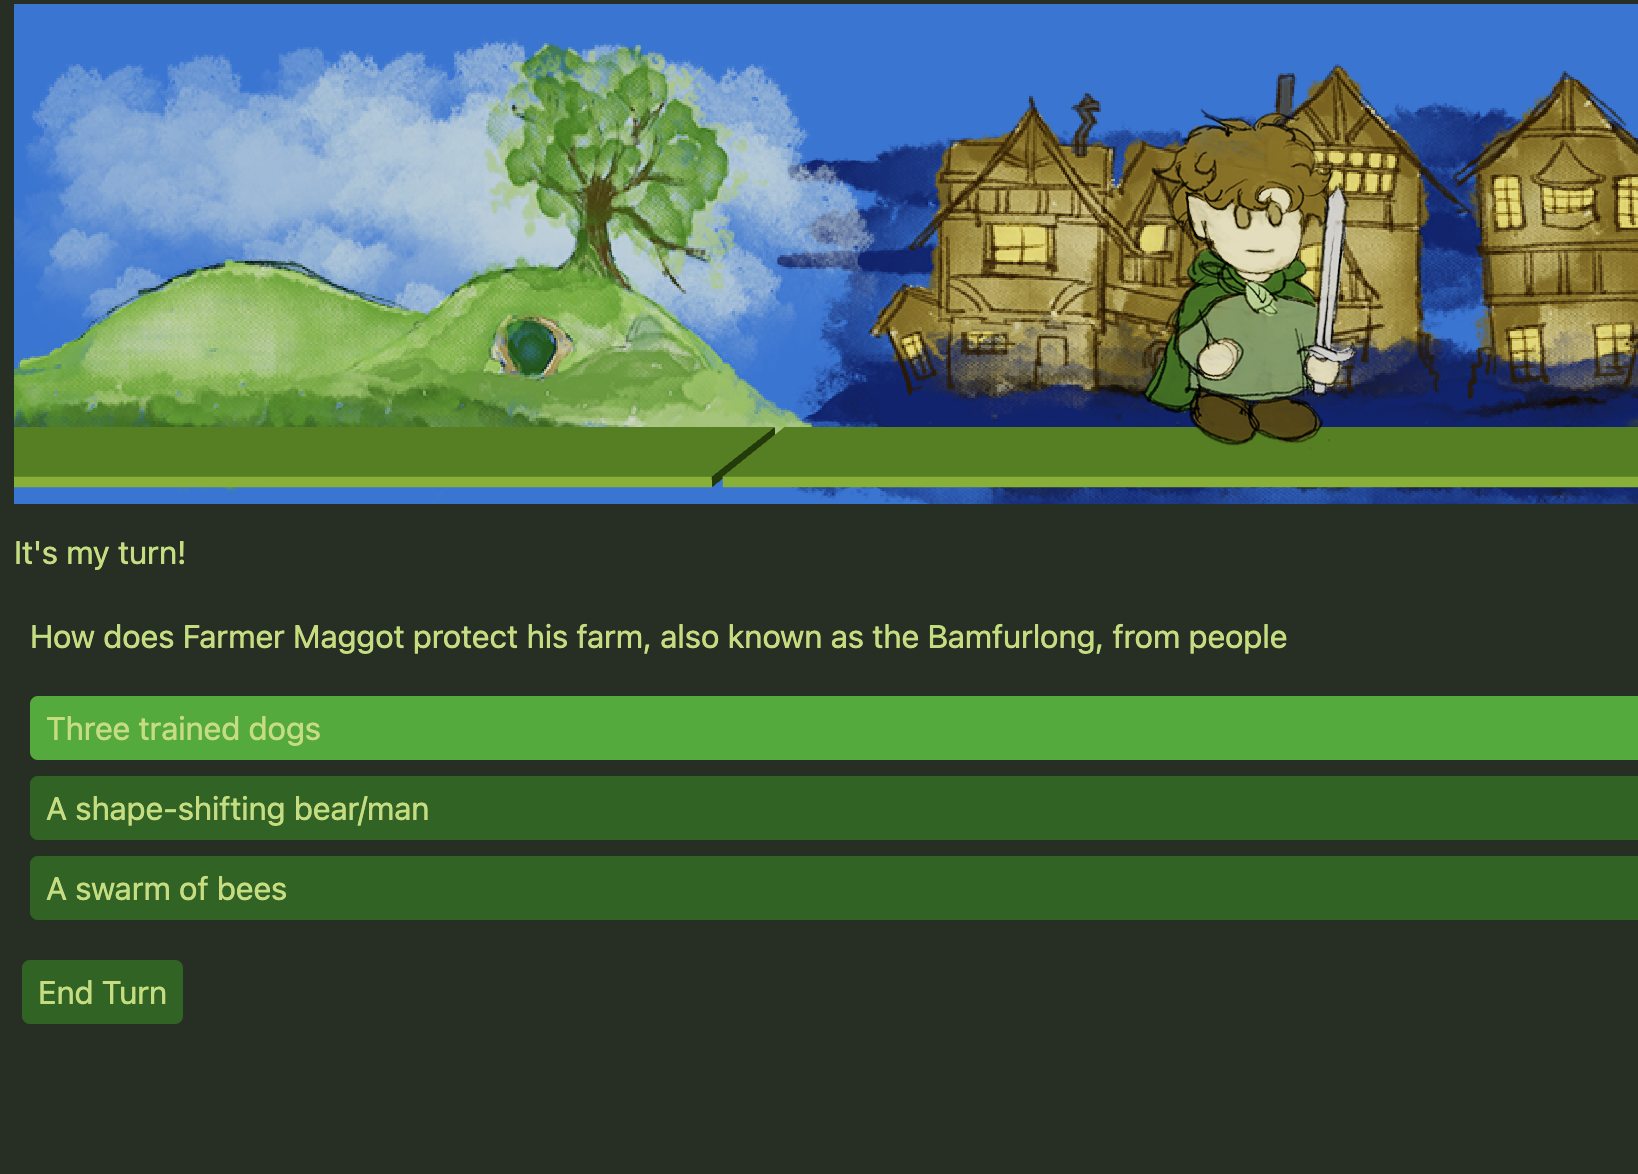 It's my turn!
How does Farmer Maggot protect his farm, also known as the Bamfurlong, from people
Three trained dogs
A shape-shifting bear/man
A swarm of bees
End Turn